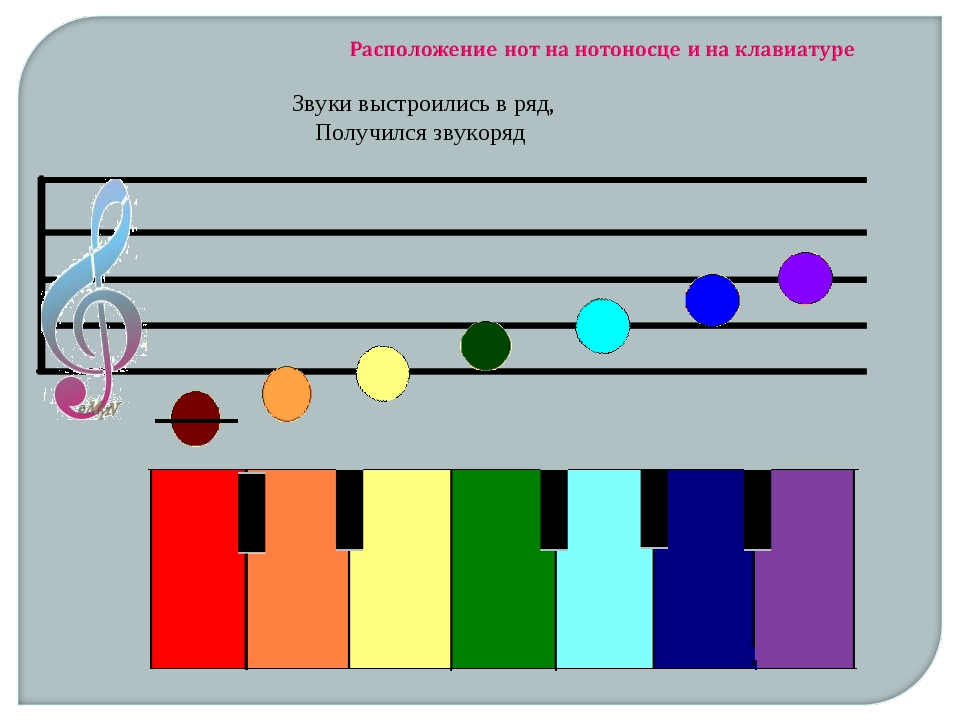 Расположение нот на нотоносце и на клавиатуре
Звуки выстроились в ряд,
Получился звукоряд